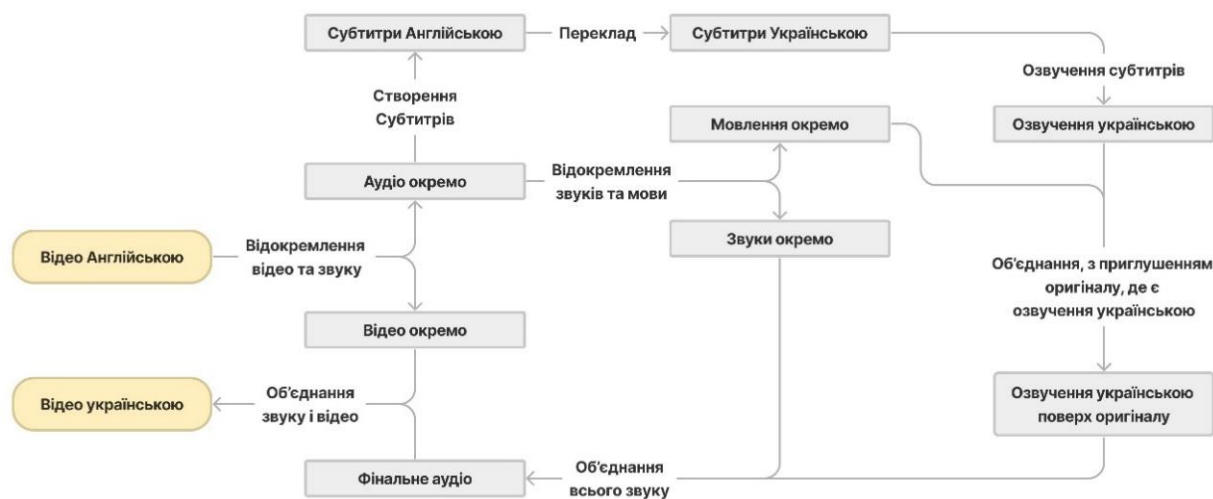 Субтитри Англійською
Переклад
Субтитри Українською
Озвучення субтитрів
Створення
Субтитрів
Мовлення окремо
Озвучення українською
Аудіо окремо
Відокремлення
звуків та мови
Звуки окремо
Відео Англійською
Відокремлення
відео та звуку
Об’єднання, з приглушенням
оригіналу, де є
озвучення українською
Відео окремо
Відео українською
Об’єднання
звуку і відео
Озвучення українською
поверх оригіналу
Фінальне аудіо
Об’єднання
всього звуку